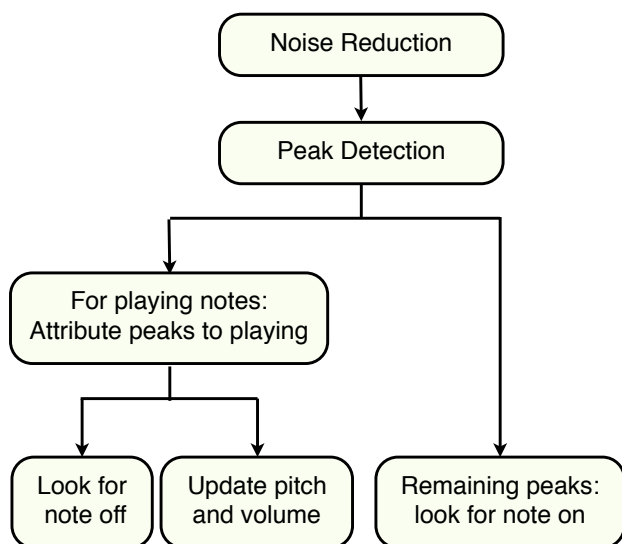 Noise Reduction
Peak Detection
For playing notes:
Attribute peaks to playing
Look for
note off
Update pitch
and volume
Remaining peaks:
look for note on